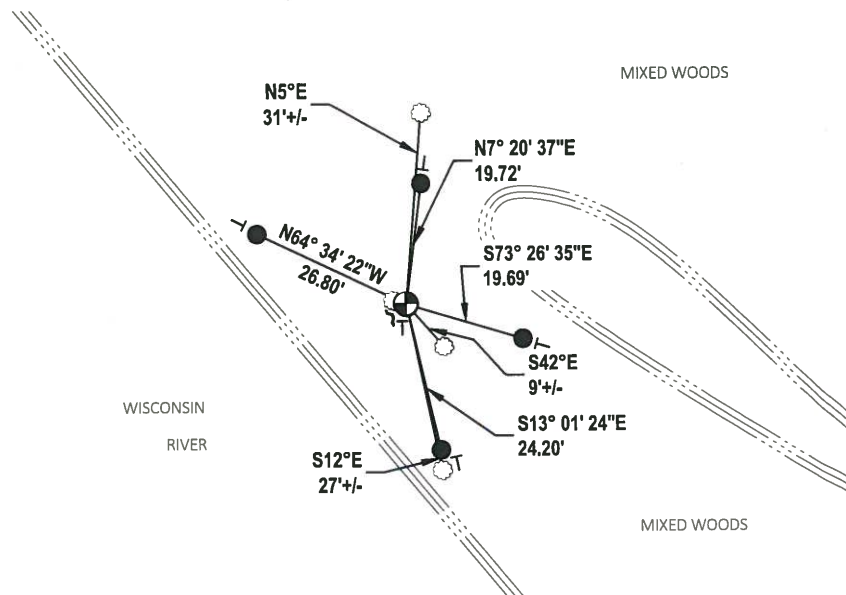 MIXED WOODS
N5°E
31'+/-
N7° 20' 37"E
19.72'
N64° 34' 22"W
26.80'
S73° 26' 35"E
19.69'
S42°E
9'+/-
WISCONSIN
RIVER
S13° 01' 24"E
24.20'
S12°E
27'+/-
MIXED WOODS